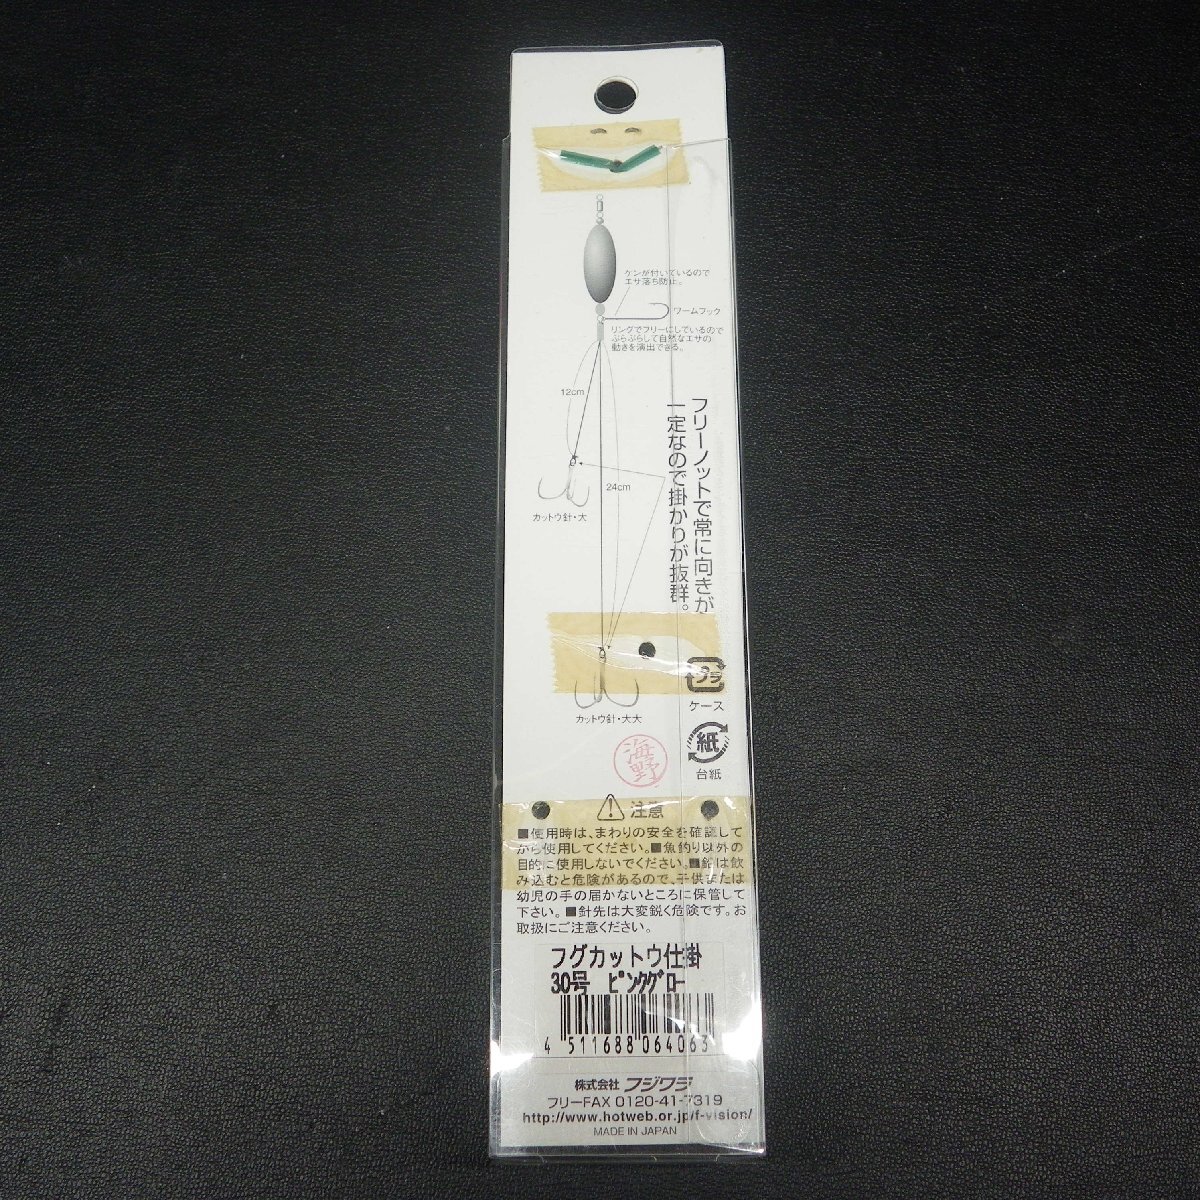 ケンが付いているので
エサ落ち防止。
ワームフック
リングでフリーにしているので
ぷらぷらして自然なエサの
動きを演出できる。
12cm
24cm
カットウ針・大
フリーノットで常に向きが
一定なので掛かりが抜群。
カットウ針・大大
プラ
ケース
紙
台紙
海野
注意
■使用時は、まわりの安全を確認して
から使用してください。■魚釣り以外の
目的に使用しないでください。■鉛は飲
み込むと危険があるので、子供または
幼児の手の届かないところに保管して
下さい。■針先は大変鋭く危険です。お
取扱にご注意ください。
フグカットウ仕掛
30号 ピンクグロー
4 511688 064063
株式会社 フジワラ
フリーFAX 0120-41-7319
http://www.hotweb.or.jp/f-vision/
MADE IN JAPAN